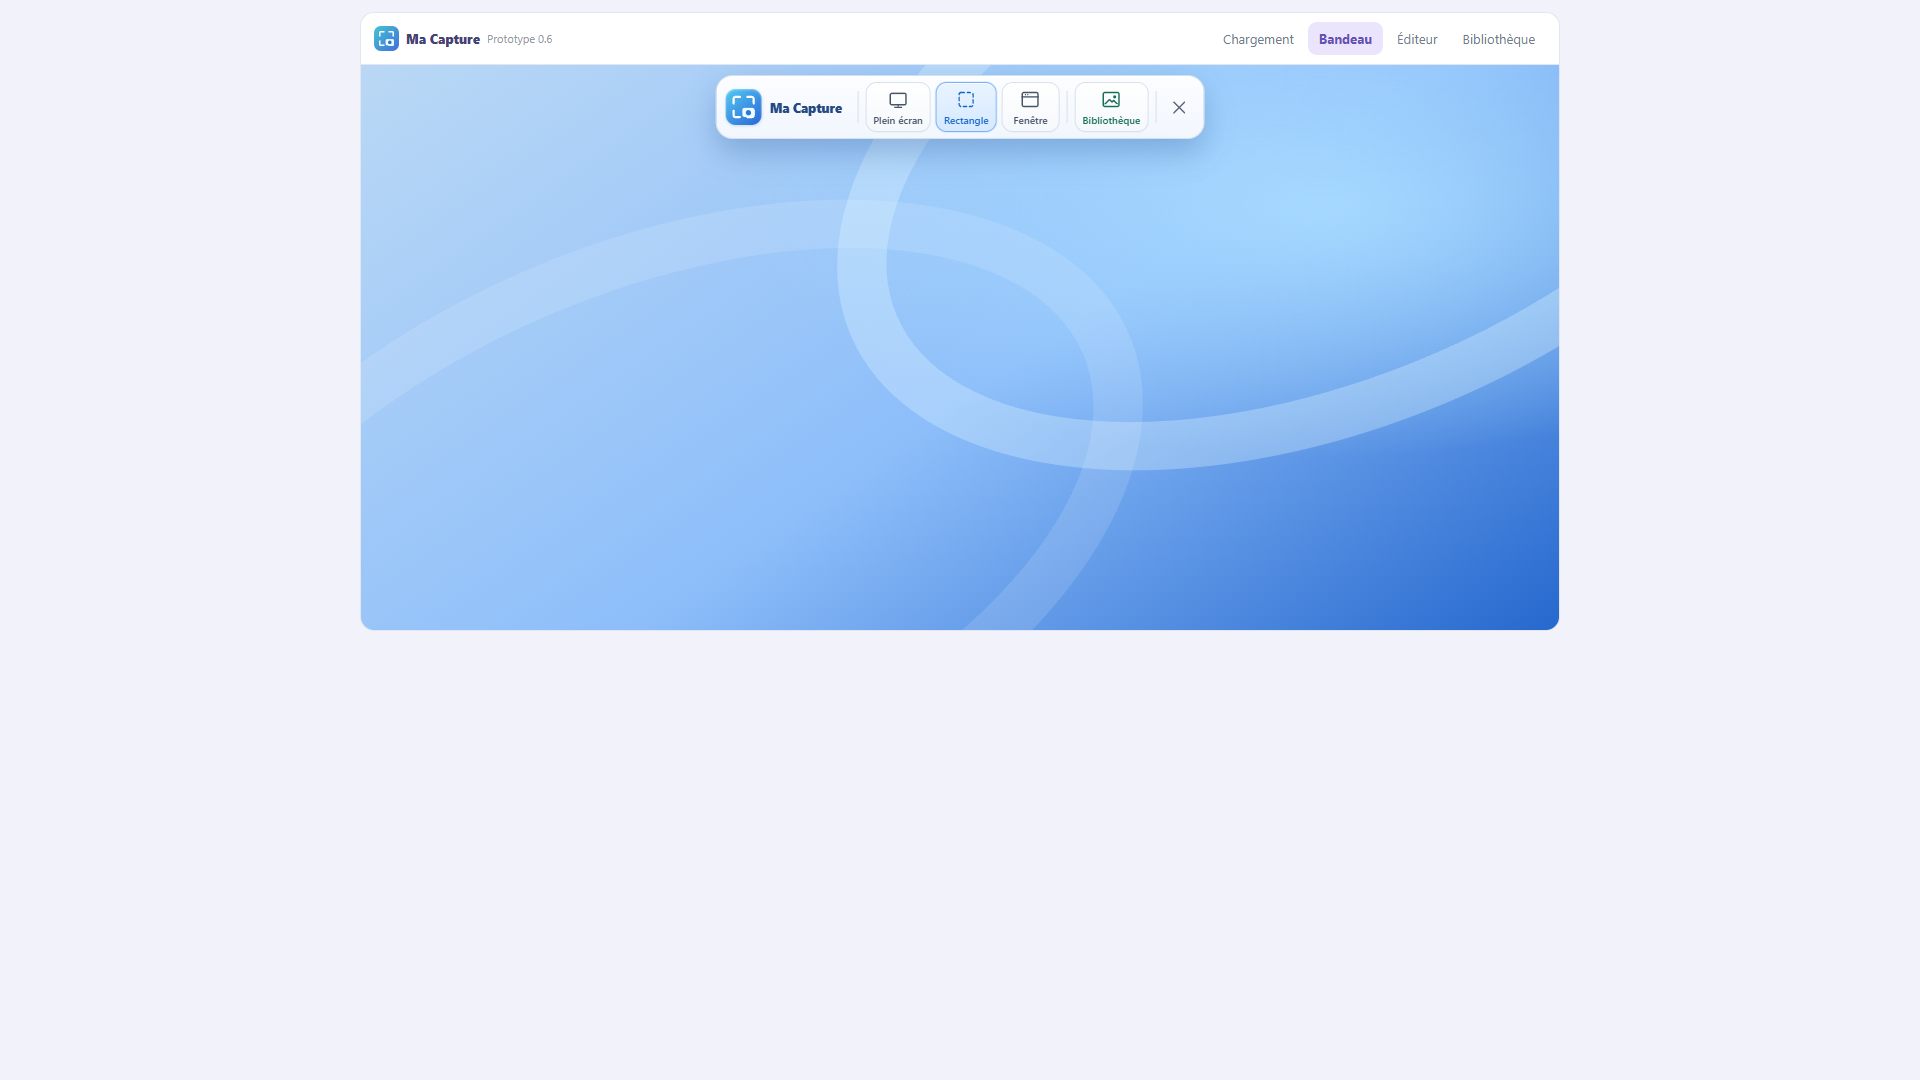 Ma Capture Prototype 0.6 Chargement Bandeau Éditeur Bibliothèque
Ma Capture Plein écran Rectangle Fenêtre Bibliothèque